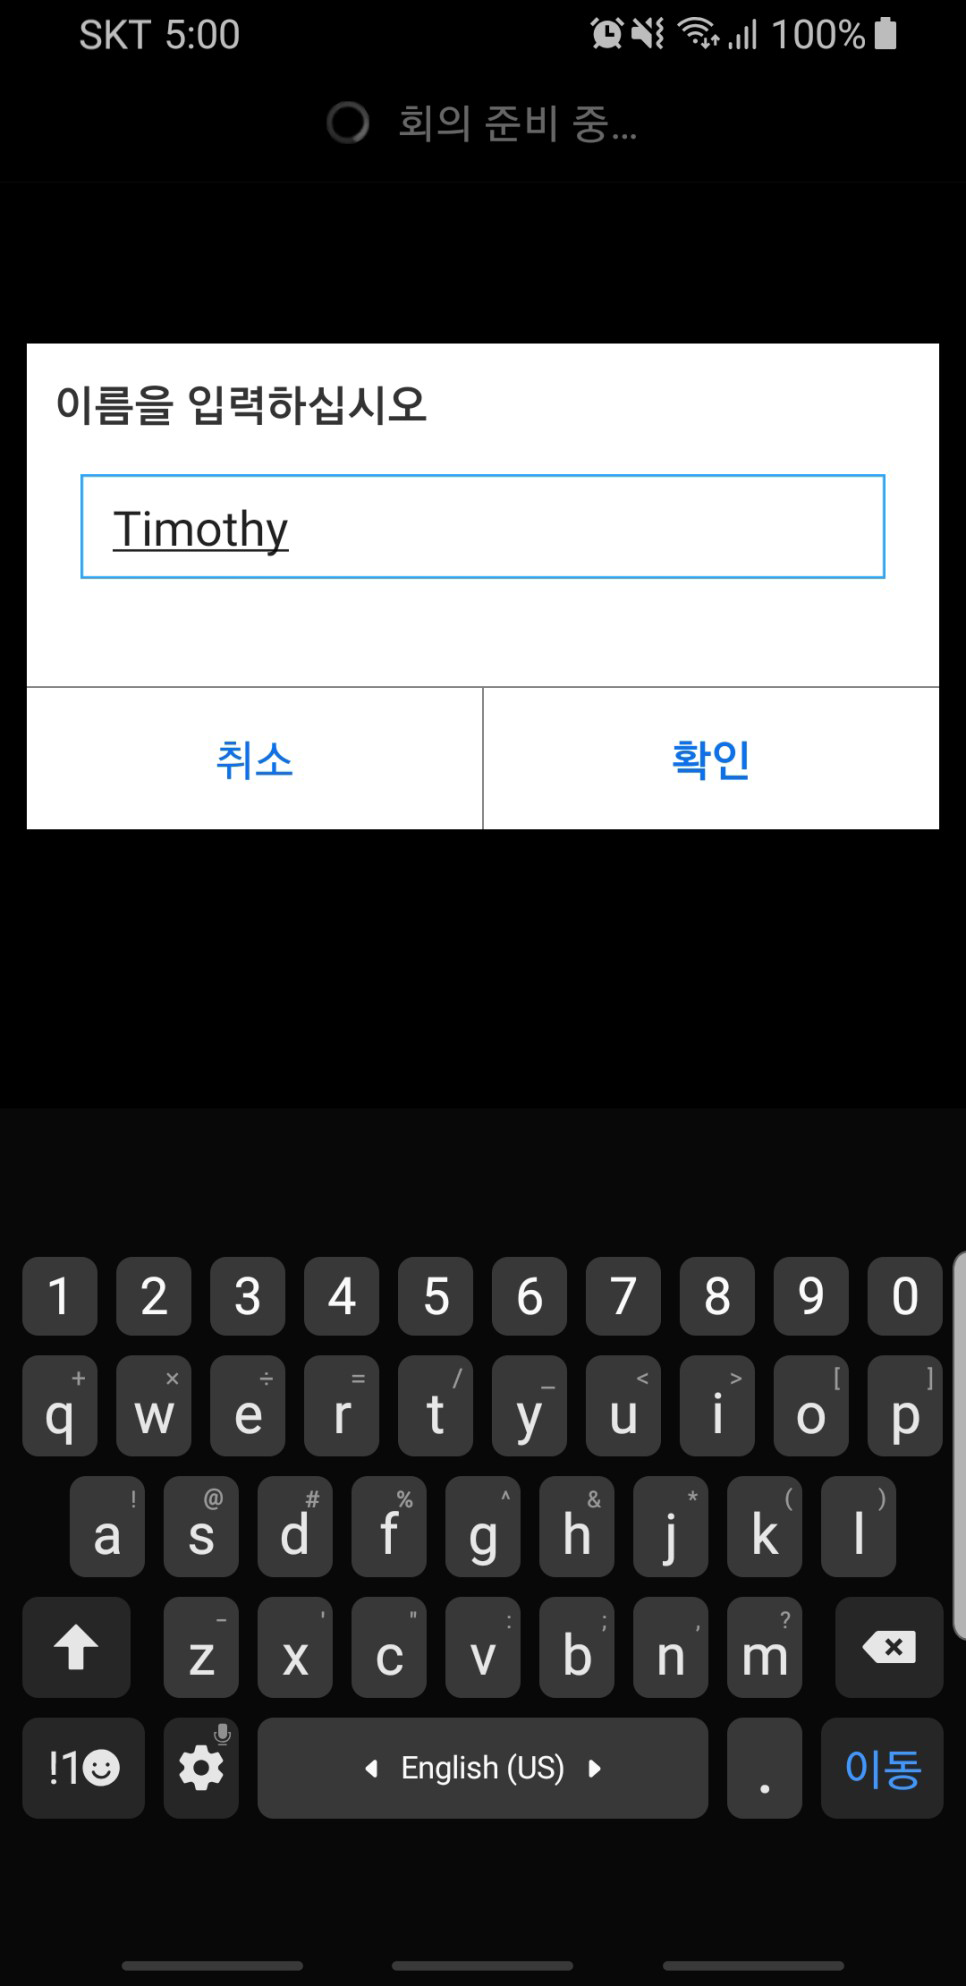 SKT 5:00 100%
회의 준비 중...
이름을 입력하십시오
Timothy
취소 확인
1 2 3 4 5 6 7 8 9 0
+ × ÷ = / _ < > [ ]
q w e r t y u i o p
! @ # % ^ & * ( )
a s d f g h j k l
- ' " : ; , ?
z x c v b n m
!1 English (US) . 이동